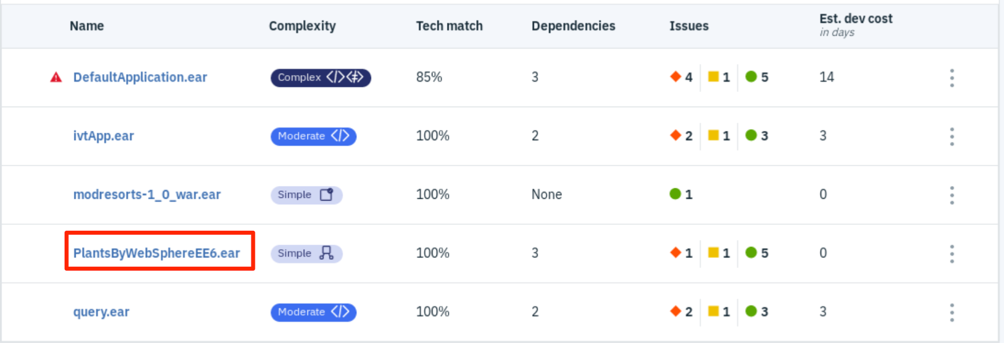 Name Complexity Tech match Dependencies Issues Est. dev cost
in days
DefaultApplication.ear Complex </> 85% 3 4 1 5 14
ivtApp.ear Moderate </> 100% 2 2 1 3 3
modresorts-1_0_war.ear Simple 100% None 1 0
PlantsByWebSphereEE6.ear Simple 100% 3 1 1 5 0
query.ear Moderate </> 100% 2 2 1 3 3